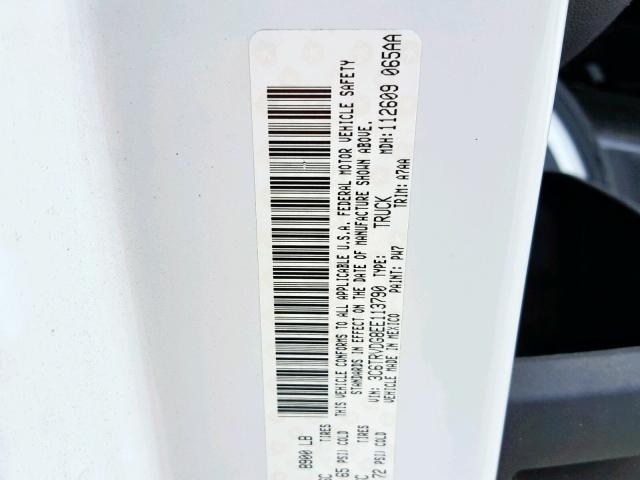 8900 LB
TIRES
65 PSI COLD
TIRES
72 PSI COLD
THIS VEHICLE CONFORMS TO ALL APPLICABLE U.S.A. FEDERAL MOTOR VEHICLE SAFETY
STANDARDS IN EFFECT ON THE DATE OF MANUFACTURE SHOWN ABOVE.
VIN: 3C6TRVDG8EE113790 TYPE: TRUCK MDH: 112609 065AA
VEHICLE MADE IN MEXICO PAINT: PW7 TRIM: A7AA